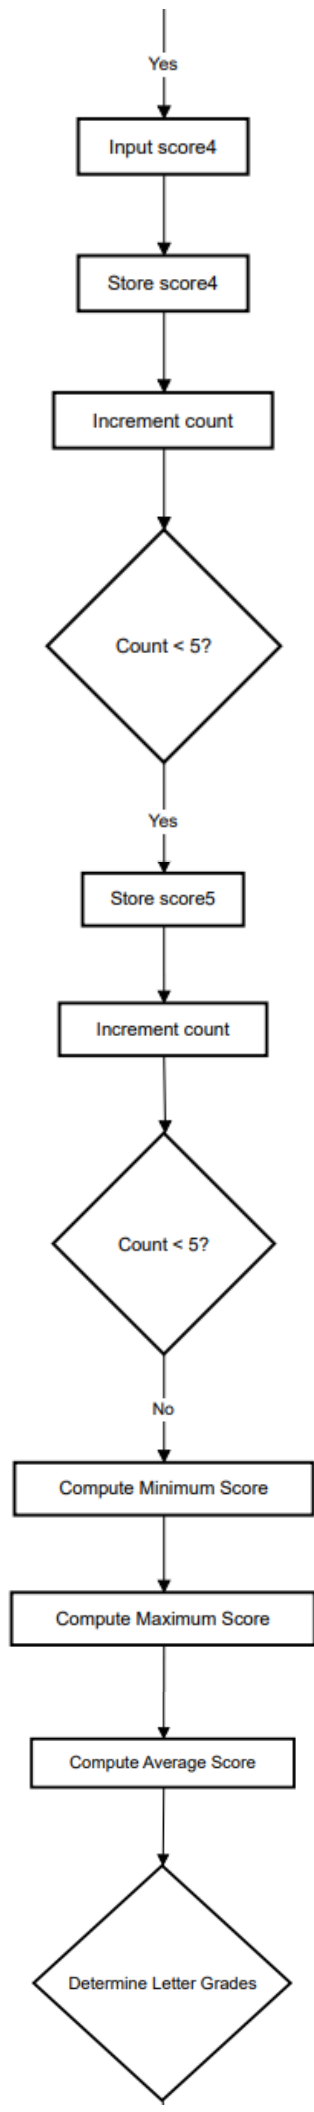 Yes
Input score4
Store score4
Increment count
Count < 5?
Yes
Store score5
Increment count
Count < 5?
No
Compute Minimum Score
Compute Maximum Score
Compute Average Score
Determine Letter Grades